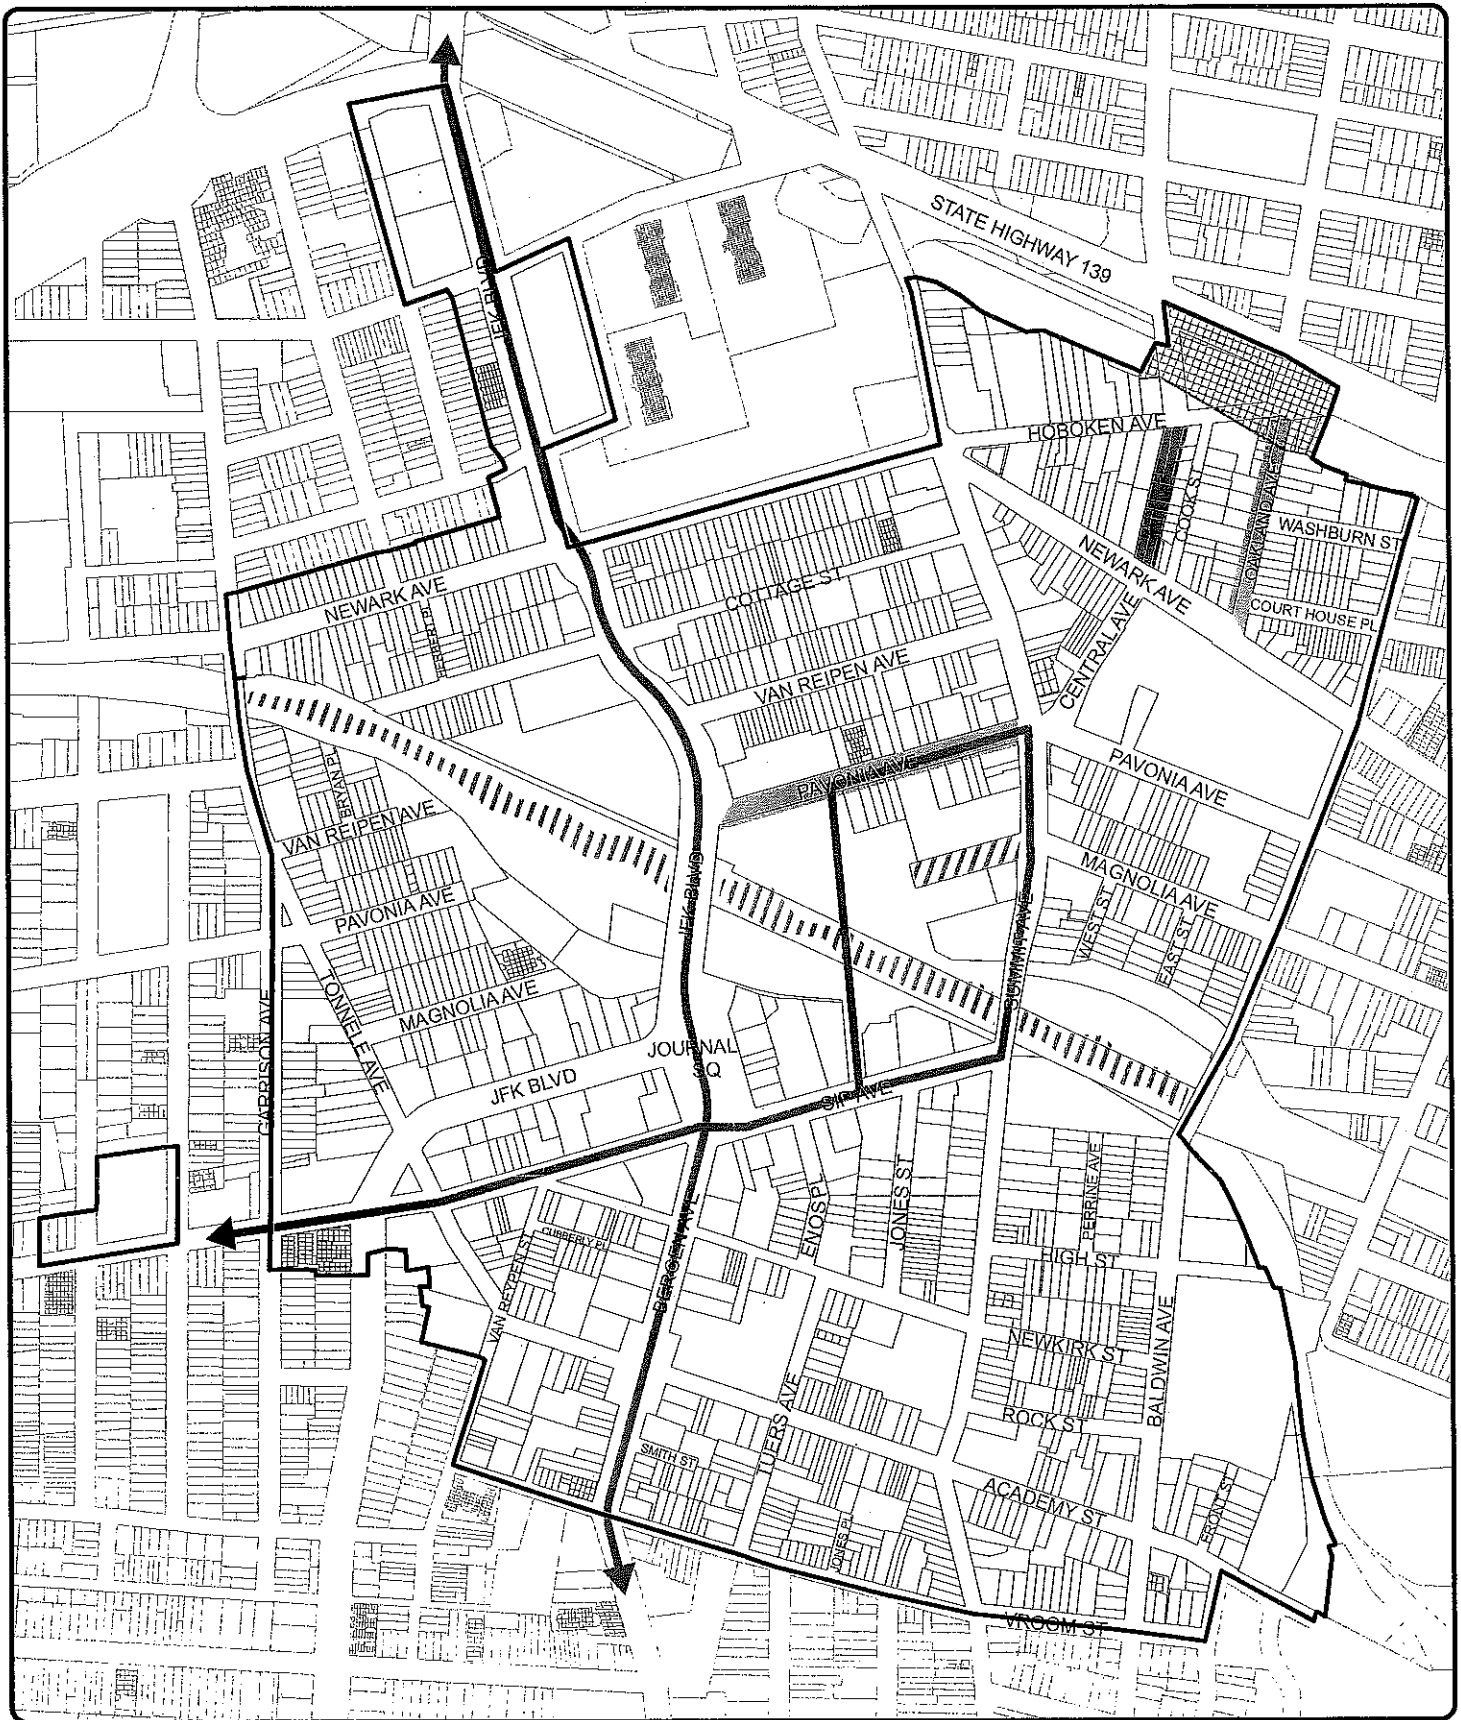 STATE HIGHWAY 139
JFK BLVD
HOBOKEN AVE
COOK ST
OAKLAND AVE
WASHBURN ST
NEWARK AVE
NEWARK AVE
COTTAGE ST
HERBERT PL
COURT HOUSE PL
CENTRAL AVE
VAN REIPEN AVE
PAVONIA AVE
PAVONIA AVE
BRYAN PL
VAN REIPEN AVE
JFK BLVD
MAGNOLIA AVE
PAVONIA AVE
WEST ST
EAST ST
SUMMIT AVE
TONNELE AVE
MAGNOLIA AVE
GARRISON AVE
JOURNAL
SQ
JFK BLVD
SIP AVE
ENOS PL
JONES ST
PERRINE AVE
CUBBERLY PL
VAN REYPEN ST
BERGEN AVE
HIGH ST
NEWKIRK ST
BALDWIN AVE
TUERS AVE
ROCK ST
SMITH ST
ACADEMY ST
FRONT ST
JONES PL
VROOM ST